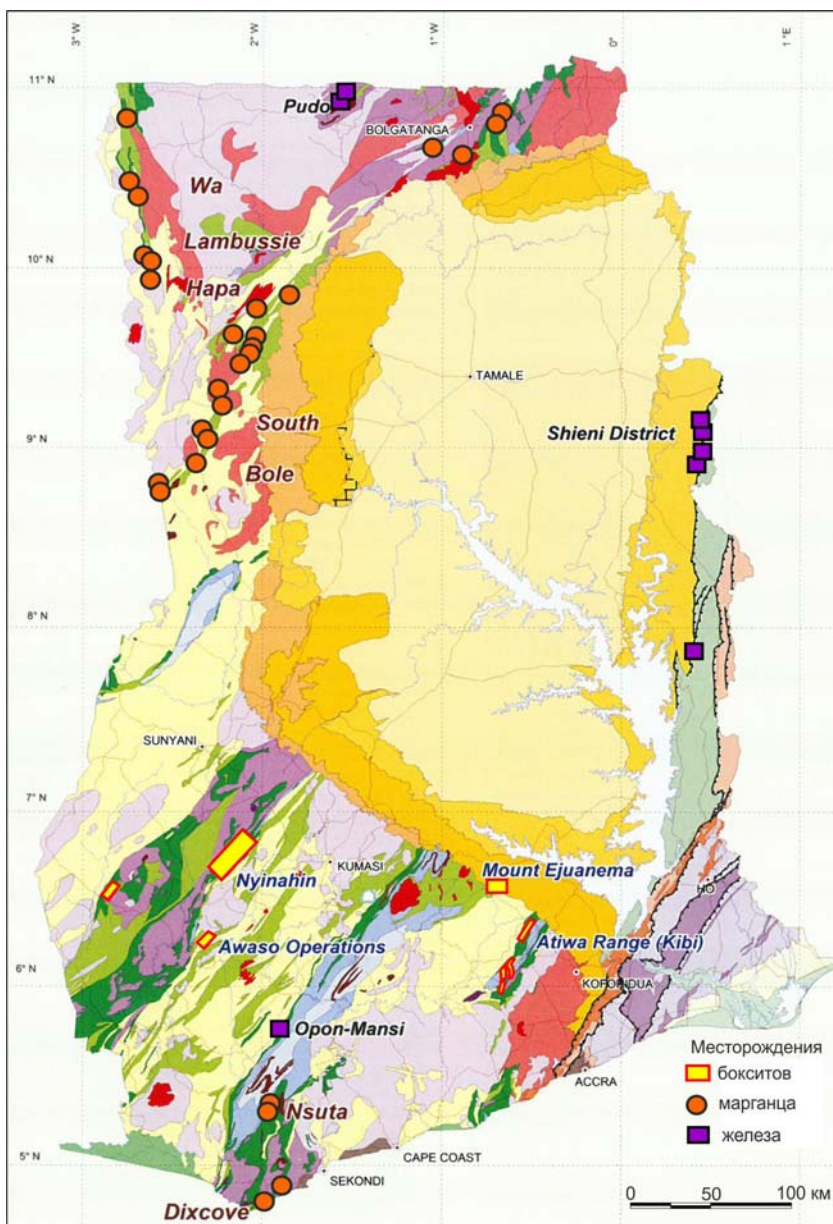 3° W
2° W
1° W
0°
1° E
11° N
Pudo
BOLGATANGA
Wa
Lambussie
10° N
Hapa
TAMALE
South
Shieni District
9° N
Bole
8° N
SUNYANI
7° N
KUMASI
Mount Ejuanema
Nyinahin
HO
Awaso Operations
Atiwa Range (Kibi)
6° N
KOFORIDUA
Opon-Mansi
Месторождения
бокситов
ACCRA
марганца
Nsuta
железа
5° N
CAPE COAST
SEKONDI
Dixcove
0 50 100 км